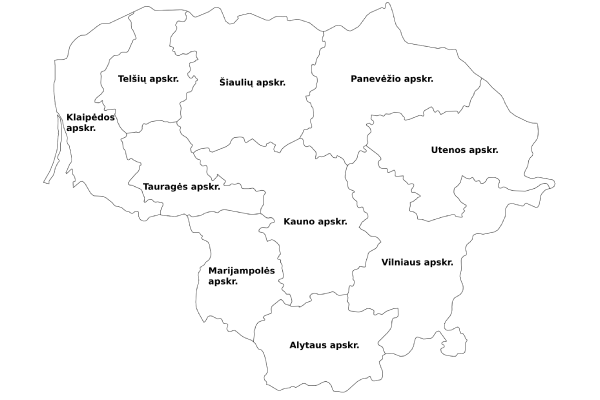 Telšių apskr.
Šiaulių apskr.
Panevėžio apskr.
Klaipėdos
apskr.
Utenos apskr.
Tauragės apskr.
Kauno apskr.
Vilniaus apskr.
Marijampolės
apskr.
Alytaus apskr.